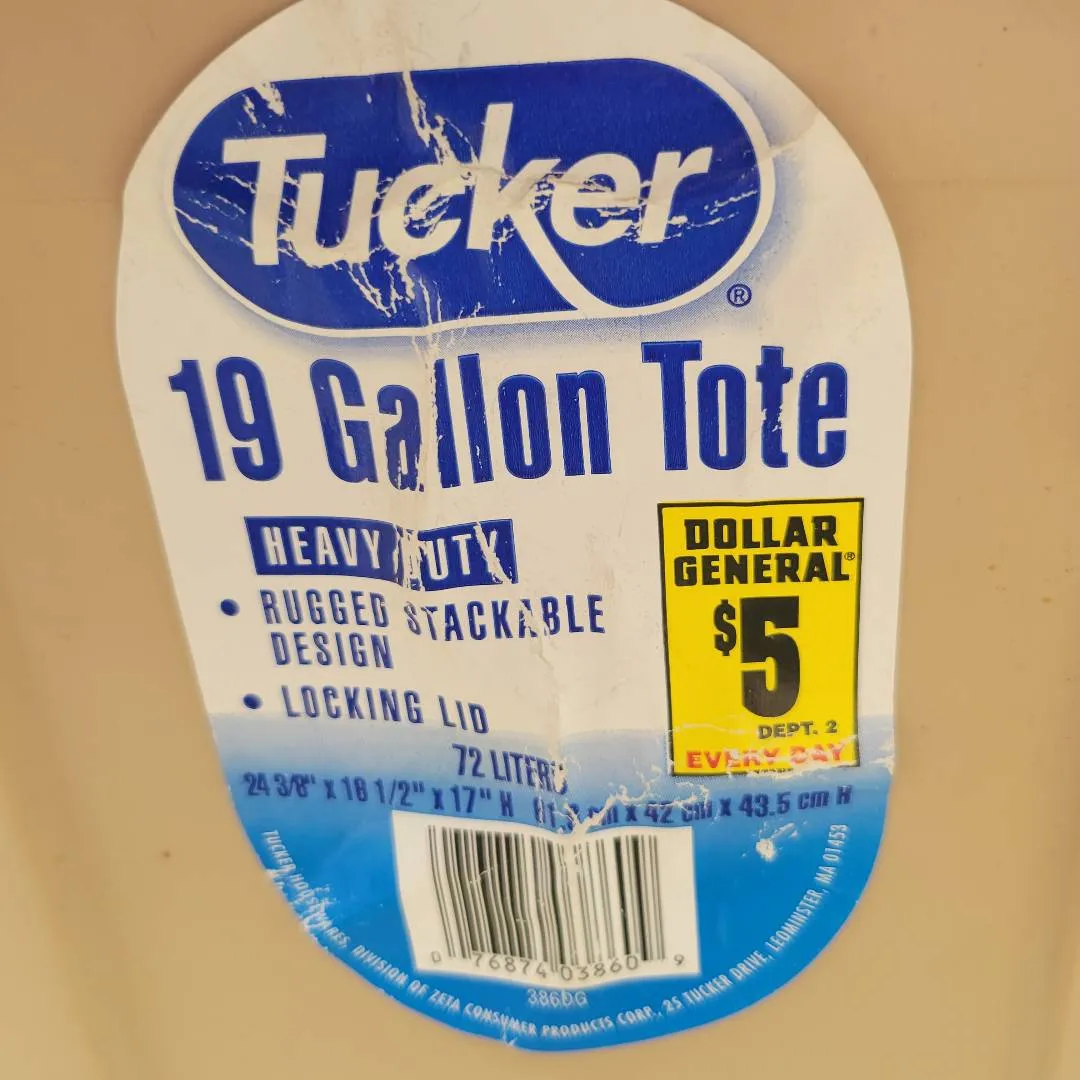 Tucker®
19 Gallon Tote
HEAVY DUTY
• RUGGED STACKABLE
DESIGN
• LOCKING LID
DOLLAR
GENERAL®
$5
DEPT. 2
EVERY DAY
72 LITERS
24 3/8" x 16 1/2" x 17" H cm x 42 cm x 43.5 cm H
0 76874 03860 9
3860G
TUCKER HOUSEWARES, DIVISION OF ZETA CONSUMER PRODUCTS CORP., 25 TUCKER DRIVE, LEOMINSTER, MA 01453